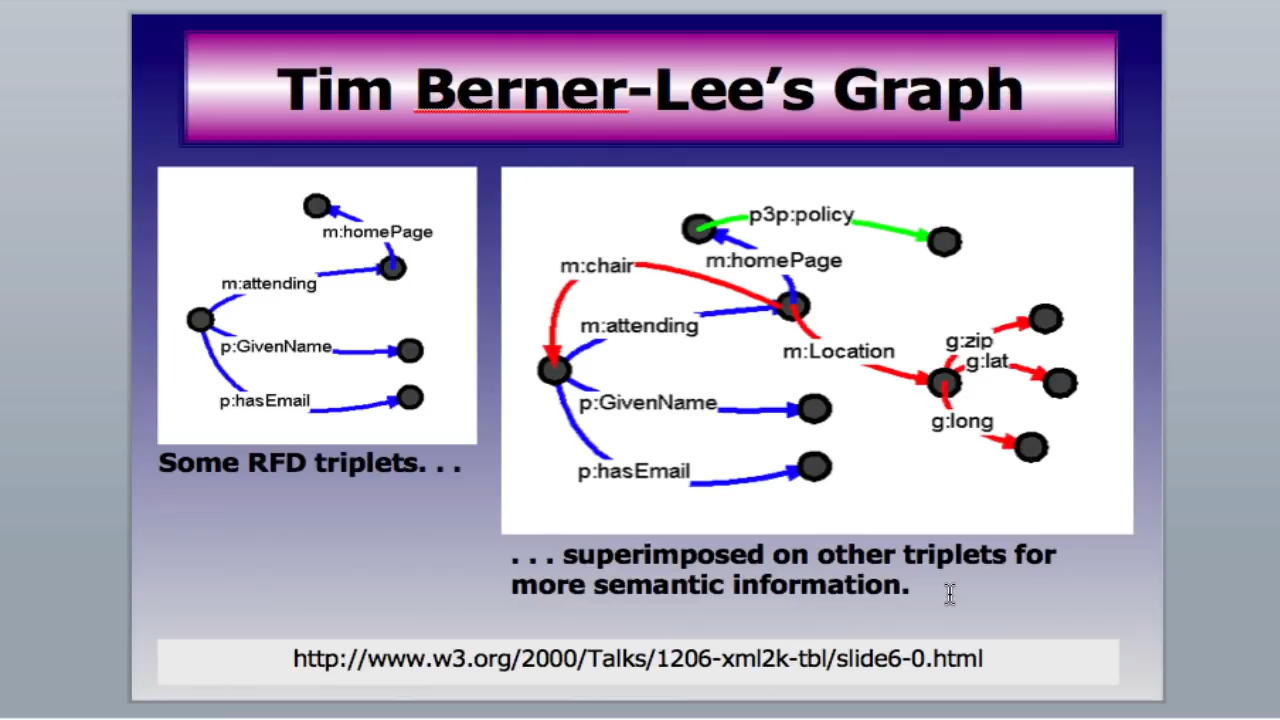 Tim Berner-Lee’s Graph
m:homePage
m:attending
p:GivenName
p:hasEmail
Some RFD triplets. . .
p3p:policy
m:homePage
m:chair
m:attending
m:Location
g:zip
g:lat
g:long
p:GivenName
p:hasEmail
. . . superimposed on other triplets for
more semantic information.
http://www.w3.org/2000/Talks/1206-xml2k-tbl/slide6-0.html